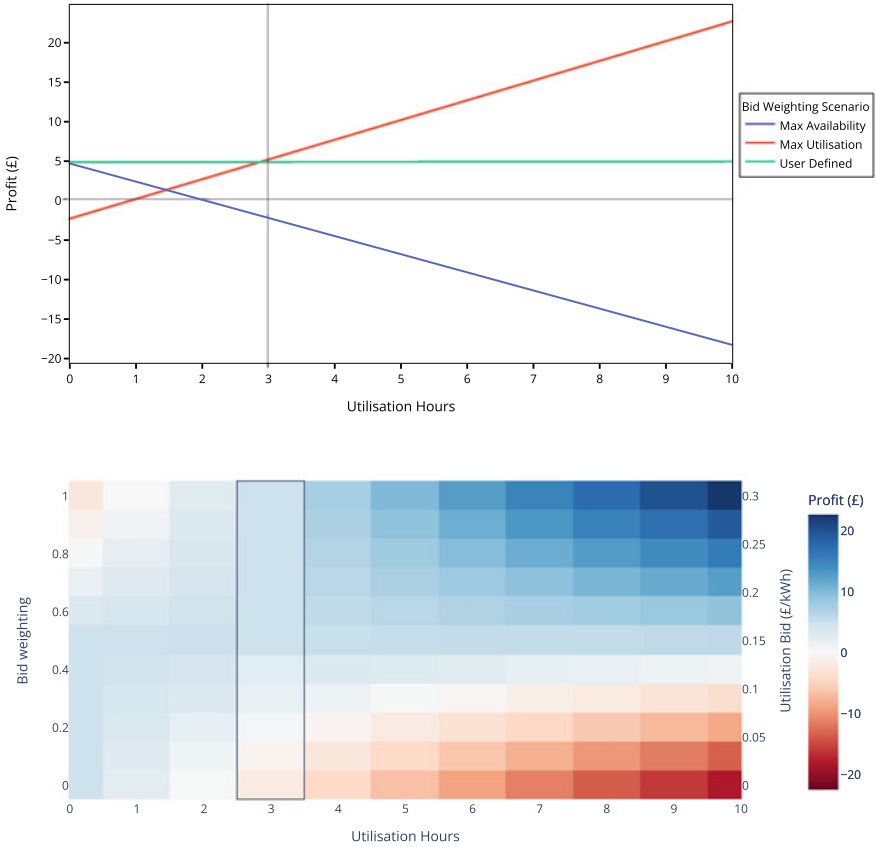 20
15
10
5
0
−5
−10
−15
−20
Profit (£)
0 1 2 3 4 5 6 7 8 9 10
Utilisation Hours
Bid Weighting Scenario
Max Availability
Max Utilisation
User Defined
1
0.8
0.6
0.4
0.2
0
Bid weighting
0 1 2 3 4 5 6 7 8 9 10
Utilisation Hours
0.3
0.25
0.2
0.15
0.1
0.05
0
Utilisation Bid (£/kWh)
Profit (£)
20
10
0
−10
−20